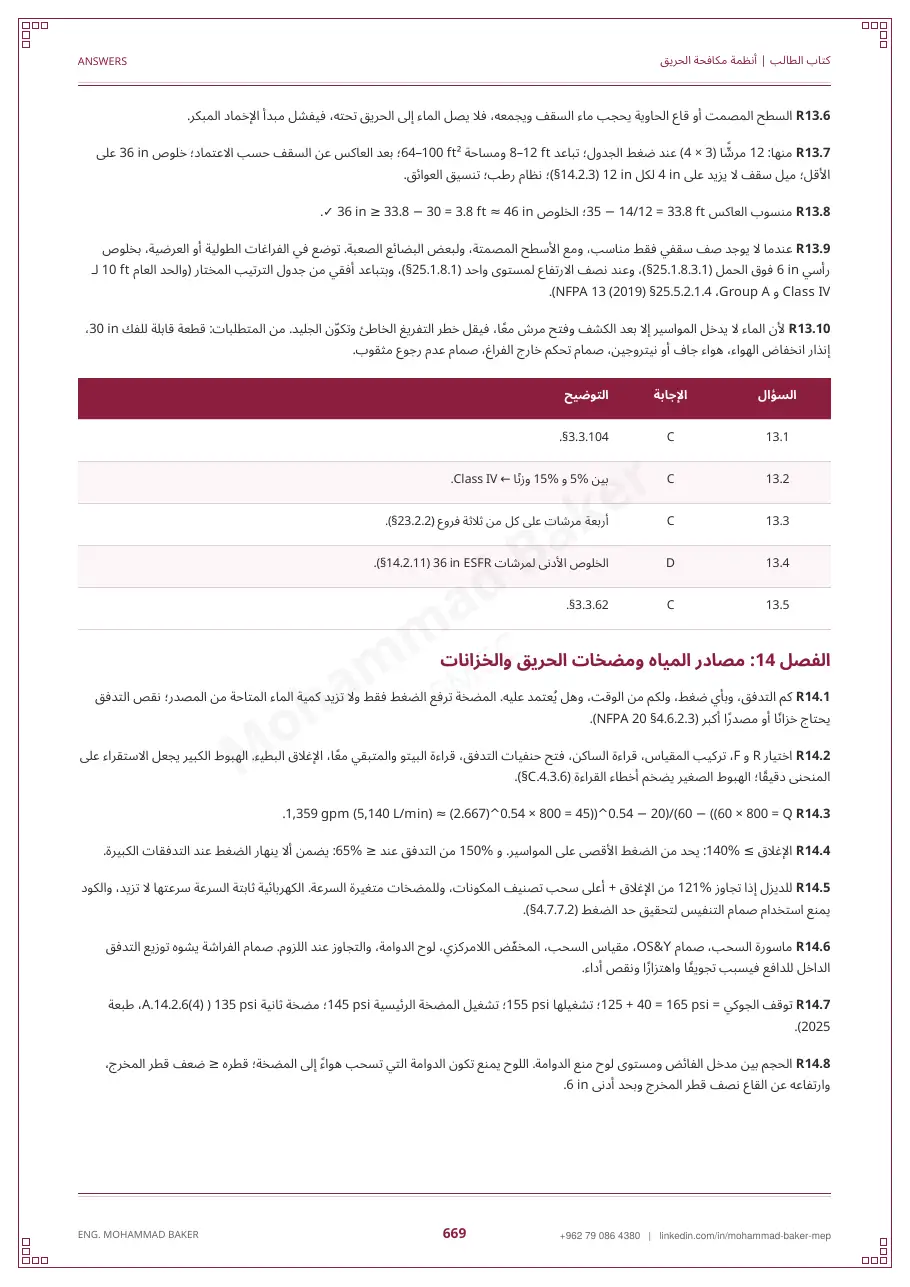 كتاب الطالب | أنظمة مكافحة الحريق
ANSWERS
R13.6 السطح المصمت أو قاع الحاوية يحجب ماء السقف ويجمعه، فلا يصل الماء إلى الحريق تحته، فيفشل مبدأ الإخماد المبكر.
R13.7 منها: 12 مرشًّا (3 × 4) عند ضغط الجدول؛ تباعد 8–12 ft ومساحة 64–100 ft²؛ بعد العاكس عن السقف حسب الاعتماد؛ خلوص 36 in على
الأقل؛ ميل سقف لا يزيد على 4 in لكل 12 in (§14.2.3)؛ نظام رطب؛ تنسيق العوائق.
R13.8 منسوب العاكس 35 − 14/12 = 33.8 ft؛ الخلوص 33.8 − 30 = 3.8 ft ≈ 46 in ≥ 36 in ✓.
R13.9 عندما لا يوجد صف سقفي فقط مناسب، ومع الأسطح المصمتة، ولبعض البضائع الصعبة. توضع في الفراغات الطولية أو العرضية، بخلوص
رأسي 6 in فوق الحمل (§25.1.8.3.1)، وعند نصف الارتفاع لمستوى واحد (§25.1.8.1)، وبتباعد أفقي من جدول الترتيب المختار (والحد العام 10 ft لـ
Class IV و Group A، NFPA 13 (2019) §25.5.2.1.4).
R13.10 لأن الماء لا يدخل المواسير إلا بعد الكشف وفتح مرش معًا، فيقل خطر التفريغ الخاطئ وتكوّن الجليد. من المتطلبات: قطعة قابلة للفك 30 in،
إنذار انخفاض الهواء، هواء جاف أو نيتروجين، صمام تحكم خارج الفراغ، صمام عدم رجوع مثقوب.
السؤال الإجابة التوضيح
13.1 C §3.3.104.
13.2 C بين 5% و 15% وزنًا ← Class IV.
13.3 C أربعة مرشات على كل من ثلاثة فروع (§23.2.2).
13.4 D الخلوص الأدنى لمرشات ESFR‏ 36 in (§14.2.11).
13.5 C §3.3.62.
الفصل 14: مصادر المياه ومضخات الحريق والخزانات
R14.1 كم التدفق، وبأي ضغط، ولكم من الوقت، وهل يُعتمد عليه. المضخة ترفع الضغط فقط ولا تزيد كمية الماء المتاحة من المصدر؛ نقص التدفق
يحتاج خزانًا أو مصدرًا أكبر (NFPA 20 §4.6.2.3).
R14.2 اختيار R و F، تركيب المقياس، قراءة الساكن، فتح حنفيات التدفق، قراءة البيتو والمتبقي معًا، الإغلاق البطيء. الهبوط الكبير يجعل الاستقراء على
المنحنى دقيقًا؛ الهبوط الصغير يضخم أخطاء القراءة (§C.4.3.6).
R14.3 Q = 800 × ((60 − 20)/(60 − 45))^0.54 = 800 × (2.667)^0.54 ≈ 1,359 gpm (5,140 L/min).
R14.4 الإغلاق ≤ 140%: يحد من الضغط الأقصى على المواسير. و 150% من التدفق عند ≥ 65%: يضمن ألا ينهار الضغط عند التدفقات الكبيرة.
R14.5 للديزل إذا تجاوز 121% من الإغلاق + أعلى سحب تصنيف المكونات، وللمضخات متغيرة السرعة. الكهربائية ثابتة السرعة سرعتها لا تزيد، والكود
يمنع استخدام صمام التنفيس لتحقيق حد الضغط (§4.7.7.2).
R14.6 ماسورة السحب، صمام OS&Y، مقياس السحب، المخفّض اللامركزي، لوح الدوامة، والتجاوز عند اللزوم. صمام الفراشة يشوه توزيع التدفق
الداخل للدافع فيسبب تجويفًا واهتزازًا ونقص أداء.
R14.7 توقف الجوكي = 125 + 40 = 165 psi؛ تشغيلها 155 psi؛ تشغيل المضخة الرئيسية 145 psi؛ مضخة ثانية 135 psi ( A.14.2.6(4)، طبعة
2025).
R14.8 الحجم بين مدخل الفائض ومستوى لوح منع الدوامة. اللوح يمنع تكون الدوامة التي تسحب هواءً إلى المضخة؛ قطره ≥ ضعف قطر المخرج،
وارتفاعه عن القاع نصف قطر المخرج وبحد أدنى 6 in.
Mohammad Baker
ENG. MOHAMMAD BAKER
669
+962 79 086 4380 | linkedin.com/in/mohammad-baker-mep